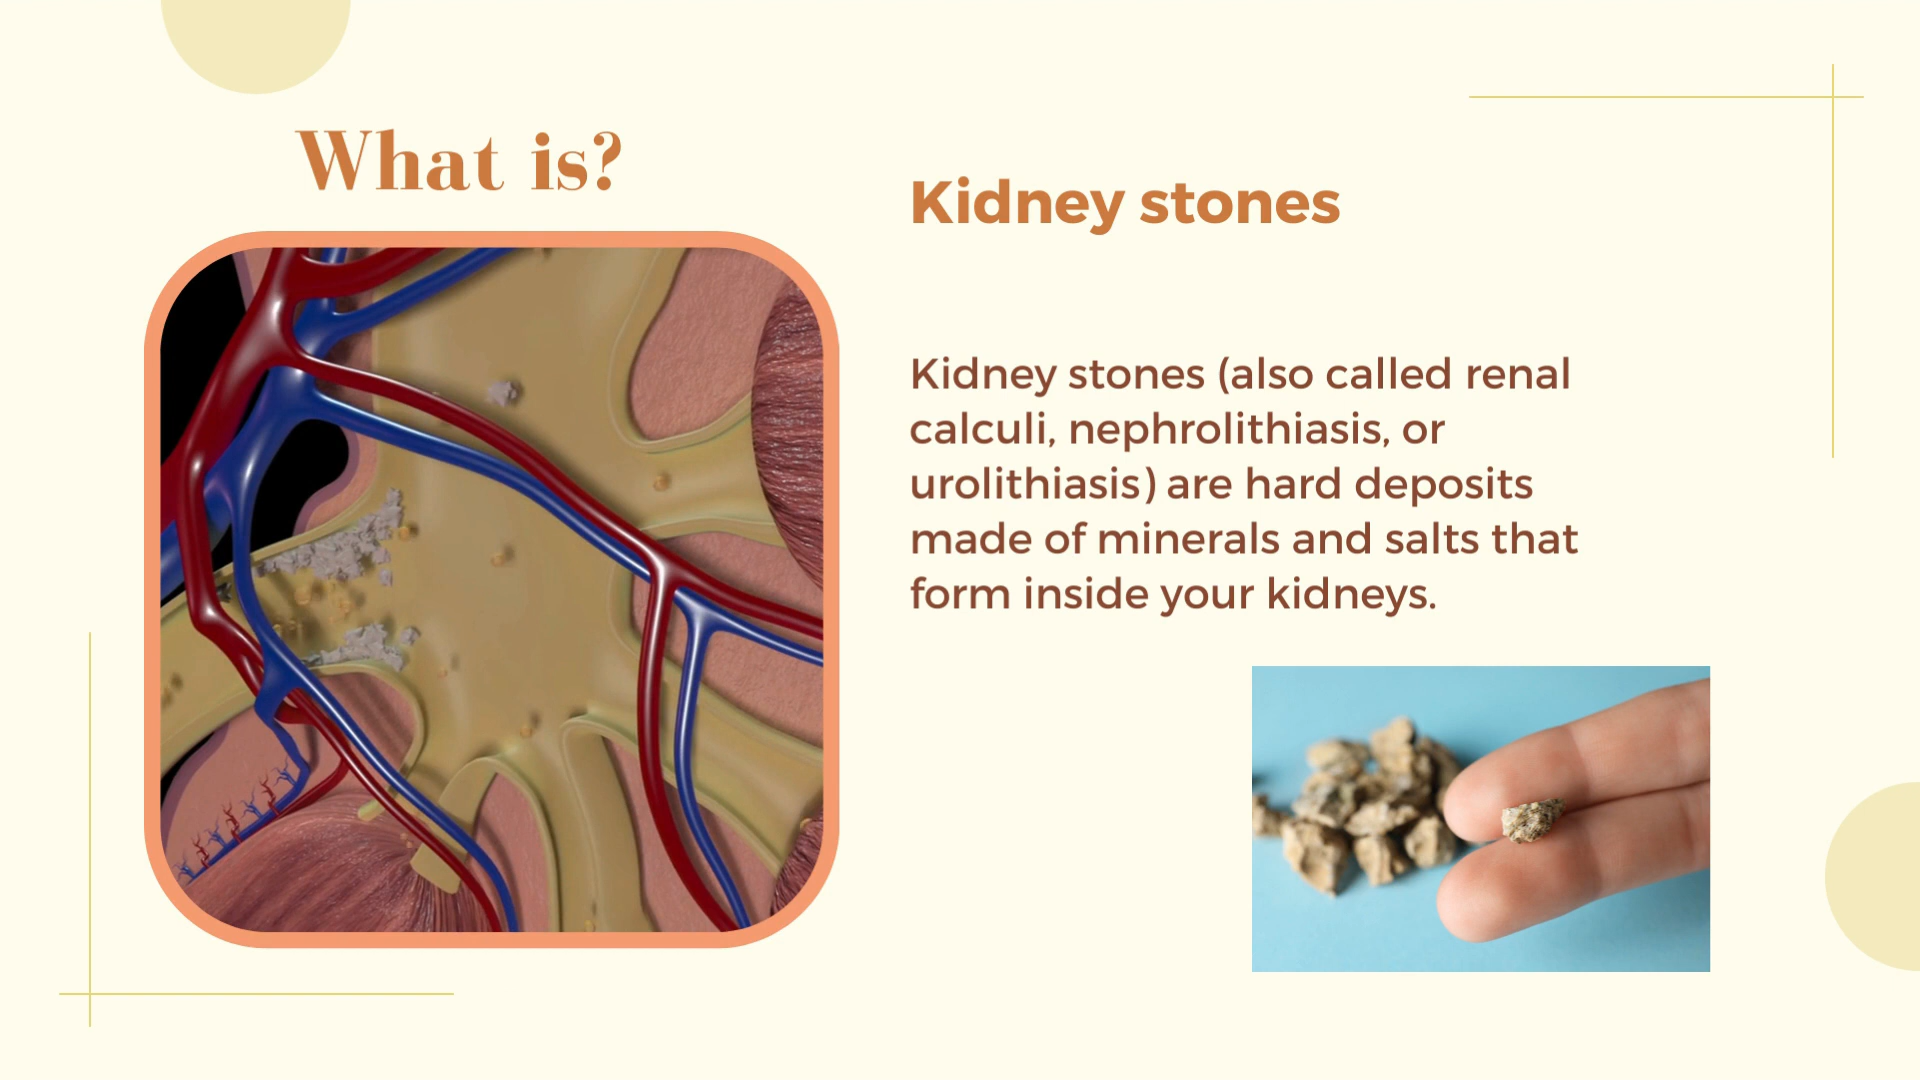 What is?
Kidney stones
Kidney stones (also called renal
calculi, nephrolithiasis, or
urolithiasis) are hard deposits
made of minerals and salts that
form inside your kidneys.